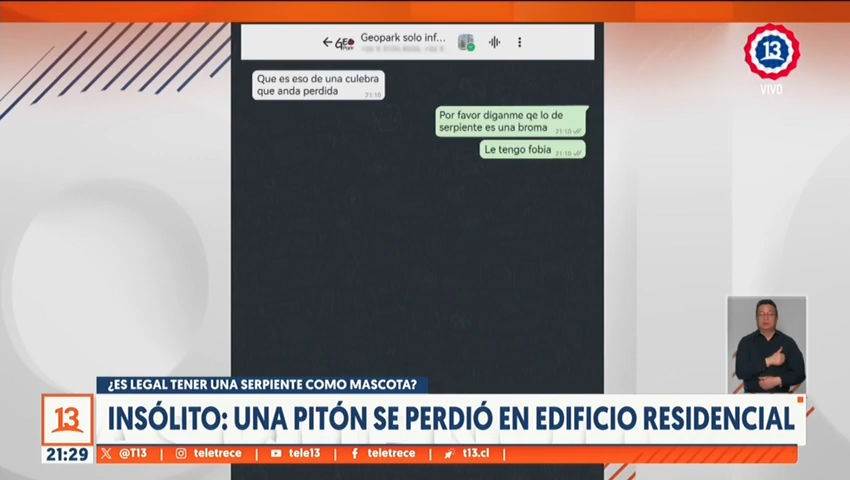 GEO
Geopark solo inf...
13
VIVO
Que es eso de una culebra
que anda perdida
21:10
Por favor diganme qe lo de
serpiente es una broma
21:10
Le tengo fobia
21:10
¿ES LEGAL TENER UNA SERPIENTE COMO MASCOTA?
13
INSÓLITO: UNA PITÓN SE PERDIÓ EN EDIFICIO RESIDENCIAL
21:29
@T13
teletrece
tele13
teletrece
t13.cl